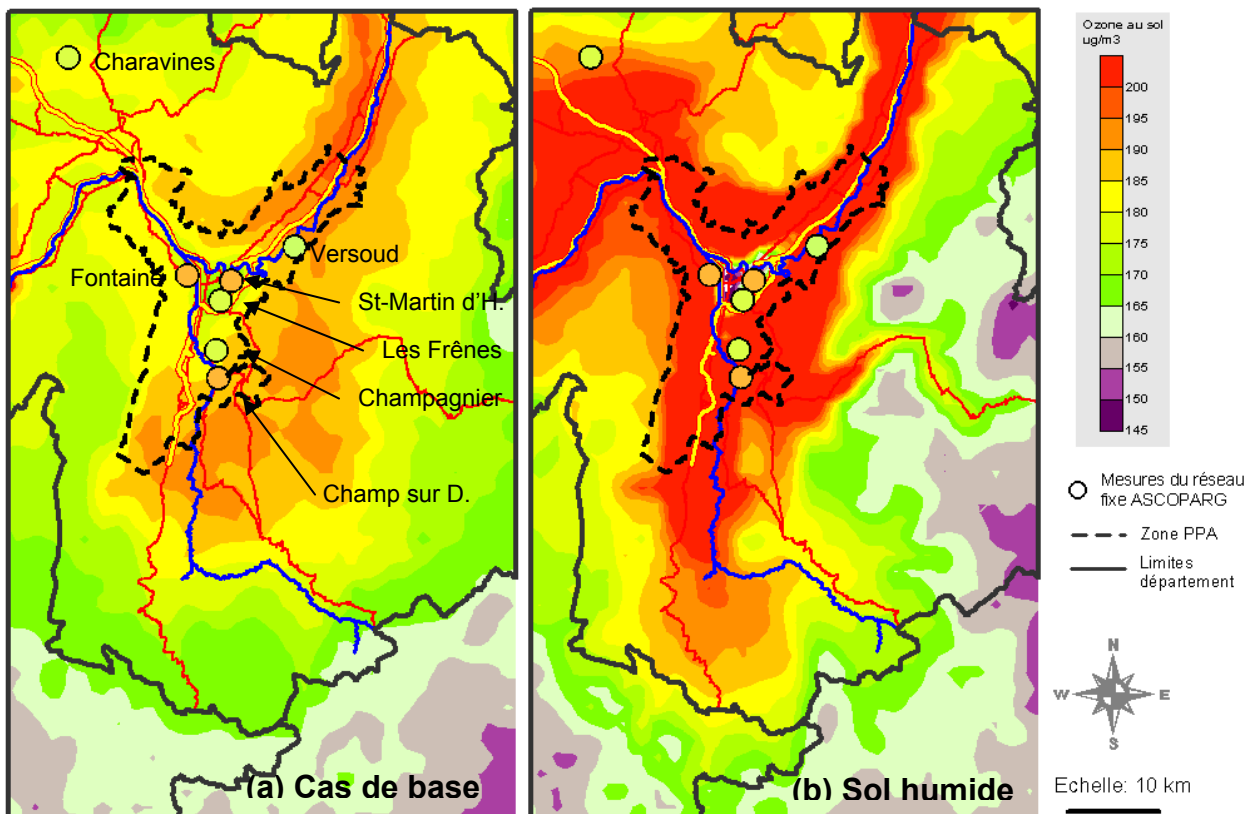 Charavines
Fontaine
Versoud
St-Martin d'H.
Les Frênes
Champagnier
Champ sur D.
(a) Cas de base
(b) Sol humide
Ozone au sol
ug/m3
200
195
190
185
180
175
170
165
160
155
150
145
Mesures du réseau
fixe ASCOPARG
Zone PPA
Limites
département
N
W
E
S
Echelle: 10 km